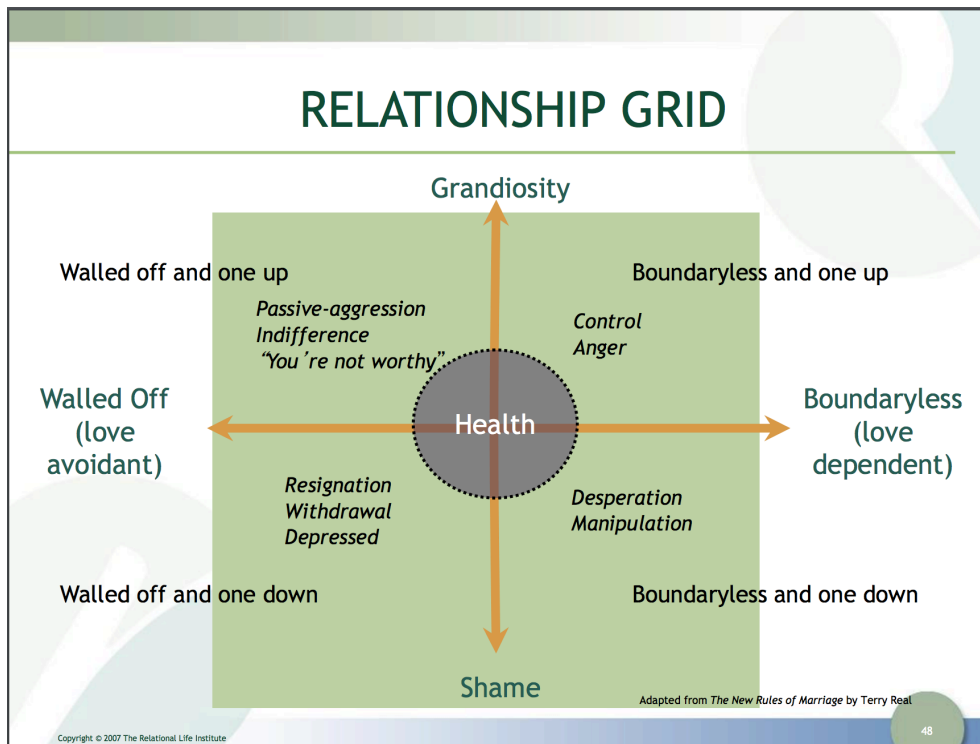 RELATIONSHIP GRID
Grandiosity
Walled off and one up
Boundaryless and one up
Passive-aggression
Indifference
“You´re not worthy”
Control
Anger
Walled Off
(love
avoidant)
Health
Boundaryless
(love
dependent)
Resignation
Withdrawal
Depressed
Desperation
Manipulation
Walled off and one down
Boundaryless and one down
Shame
Adapted from The New Rules of Marriage by Terry Real
Copyright © 2007 The Relational Life Institute
48